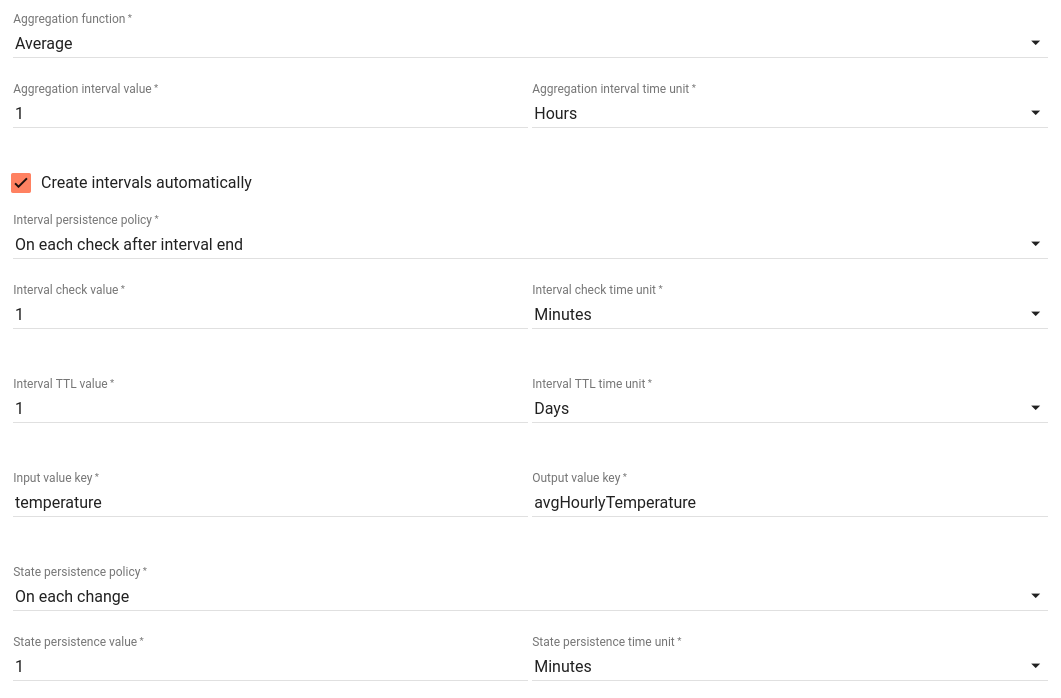 Aggregation function *
Average
Aggregation interval value * Aggregation interval time unit *
1 Hours
Create intervals automatically
Interval persistence policy *
On each check after interval end
Interval check value * Interval check time unit *
1 Minutes
Interval TTL value * Interval TTL time unit *
1 Days
Input value key * Output value key *
temperature avgHourlyTemperature
State persistence policy *
On each change
State persistence value * State persistence time unit *
1 Minutes